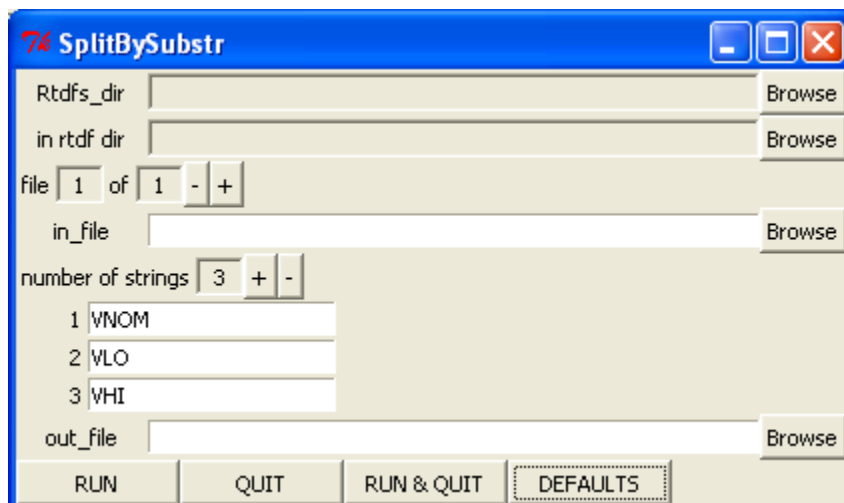 7% SplitBySubstr
Rtdfs_dir Browse
in rtdf dir Browse
file 1 of 1 - +
in_file Browse
number of strings 3 + -
1 VNOM
2 VLO
3 VHI
out_file Browse
RUN QUIT RUN & QUIT DEFAULTS